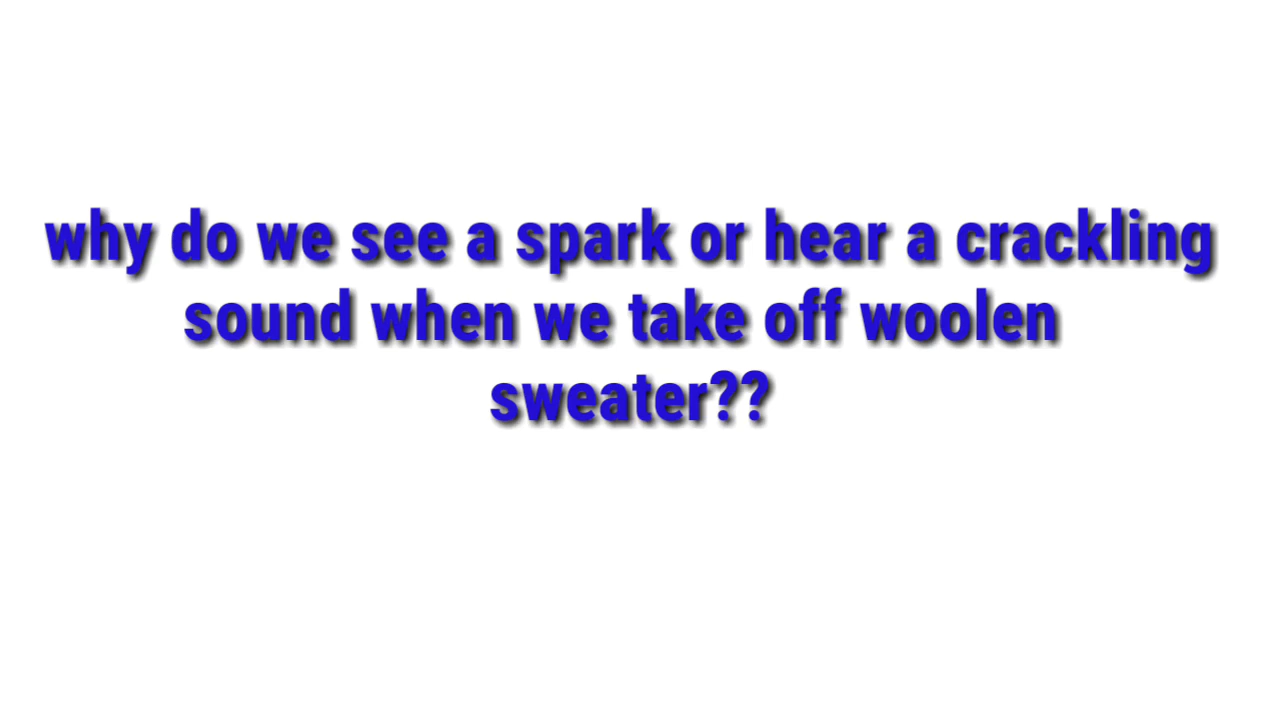 why do we see a spark or hear a crackling
sound when we take off woolen
sweater??